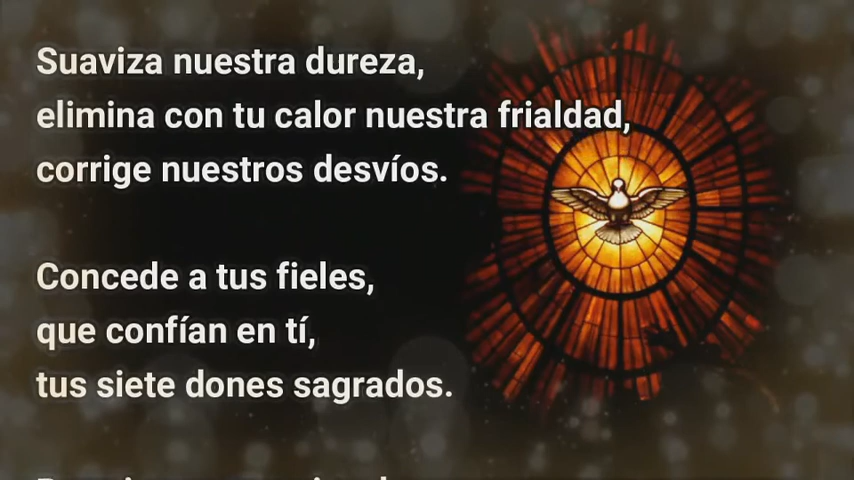 Suaviza nuestra dureza,
elimina con tu calor nuestra frialdad,
corrige nuestros desvíos.
Concede a tus fieles,
que confían en tí,
tus siete dones sagrados.